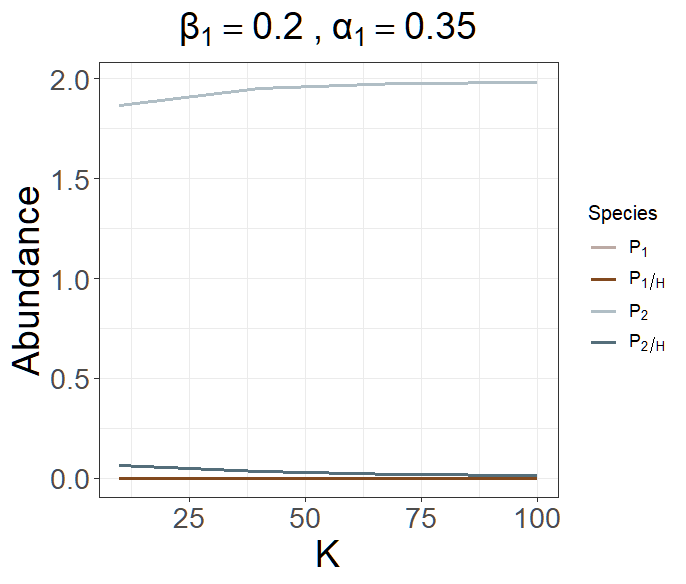 β₁ = 0.2 , α₁ = 0.35
Abundance
2.0
1.5
1.0
0.5
0.0
25 50 75 100
K
Species
P₁
P₁/H
P₂
P₂/H